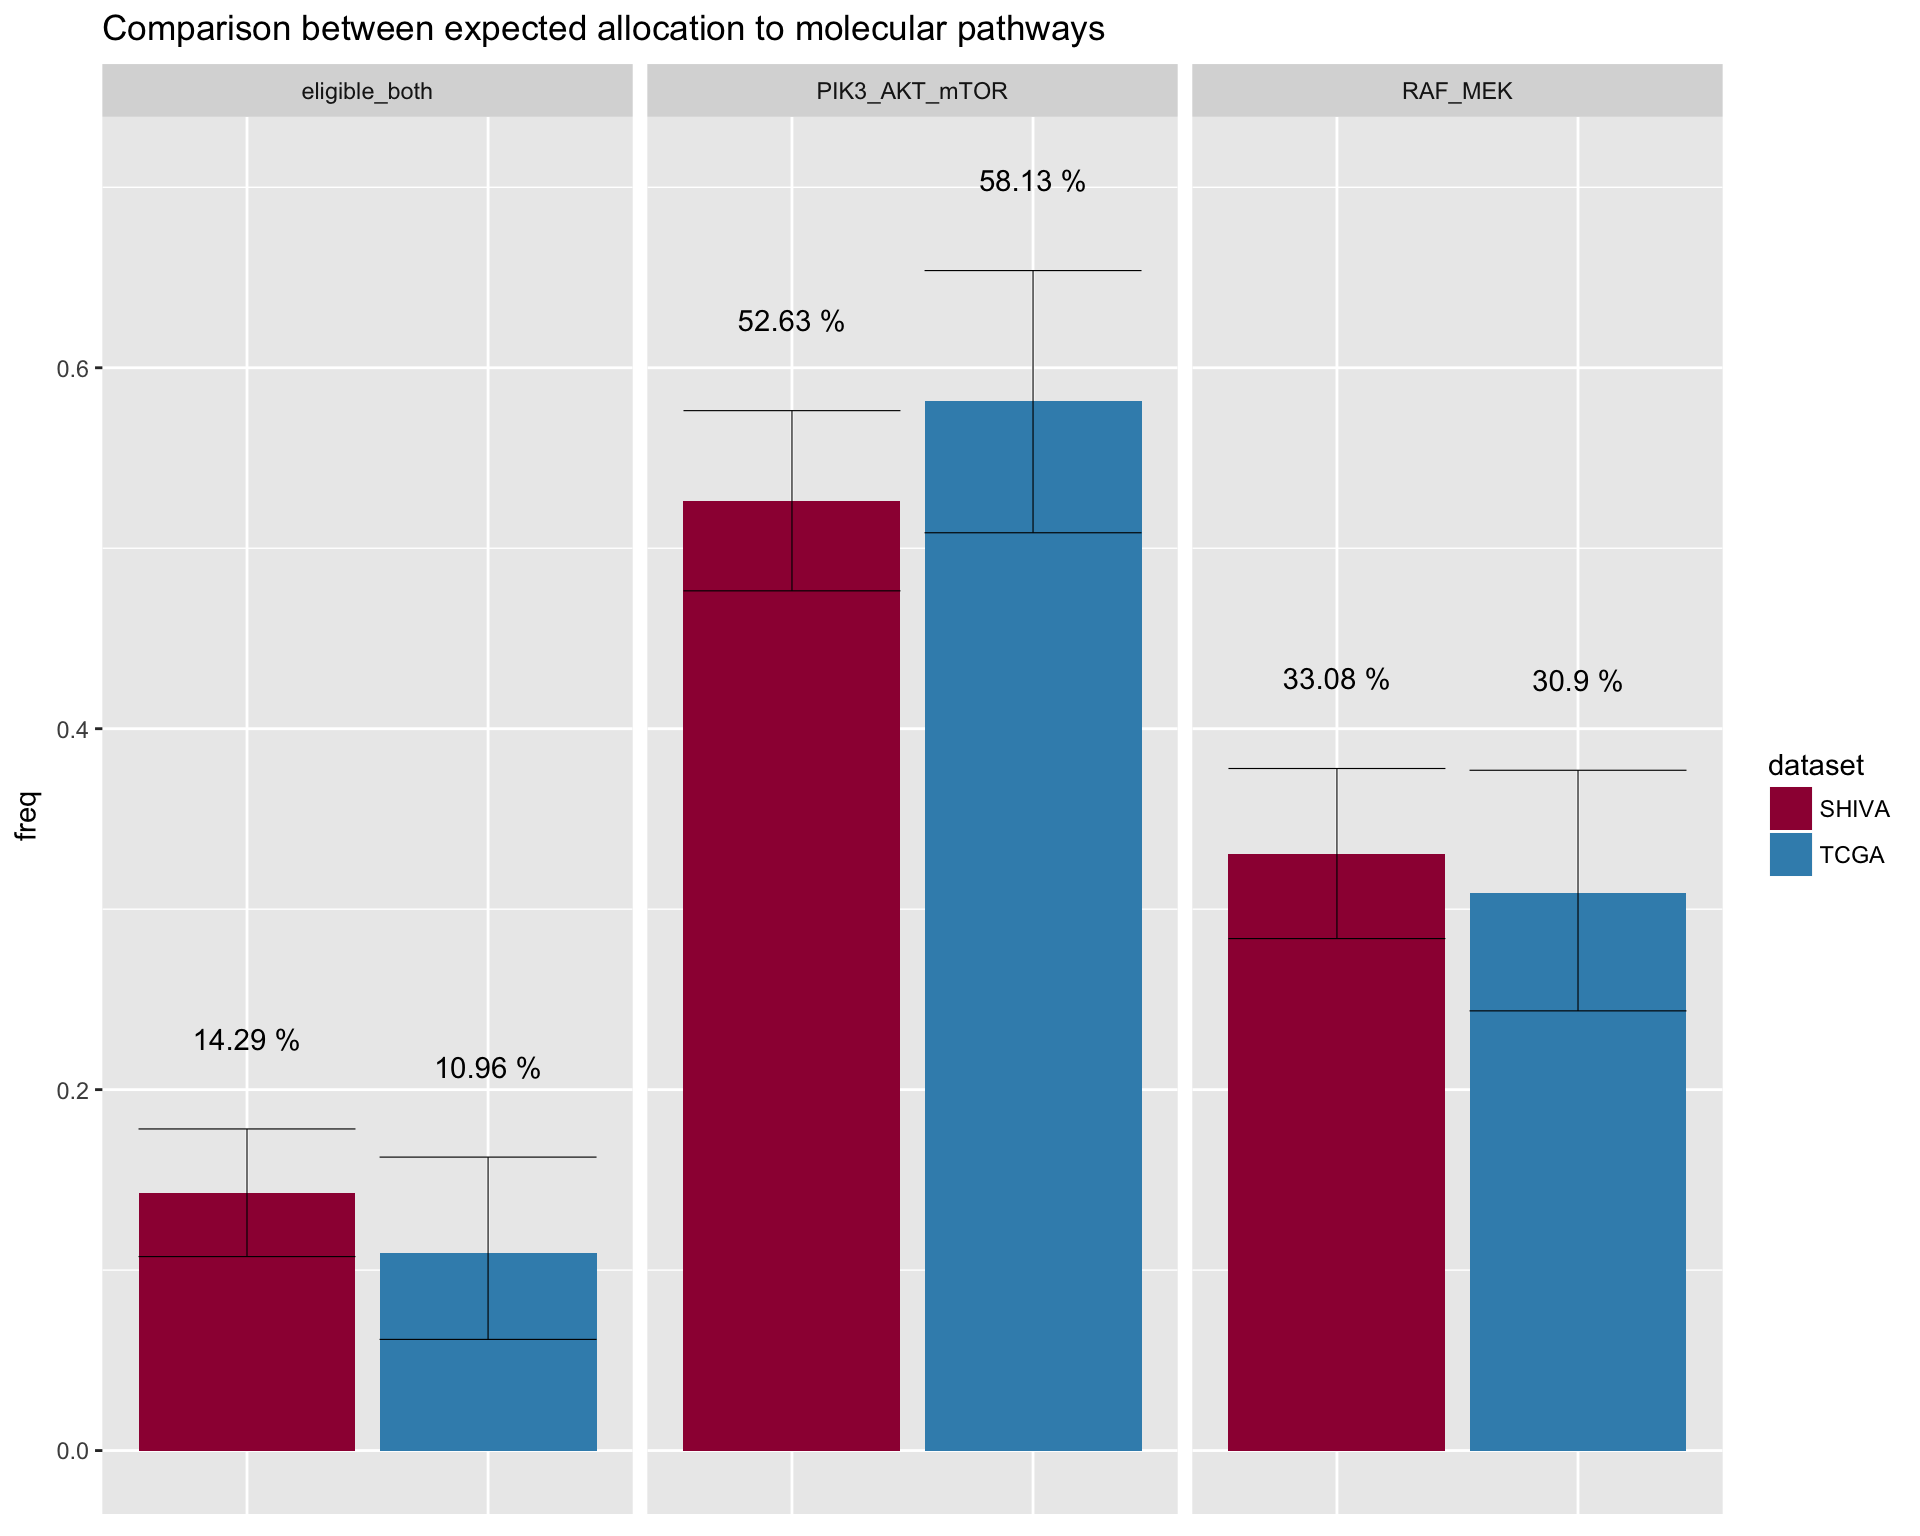 Comparison between expected allocation to molecular pathways
eligible_both
PIK3_AKT_mTOR
RAF_MEK
58.13 %
52.63 %
33.08 %
30.9 %
14.29 %
10.96 %
0.6
0.4
0.2
0.0
freq
dataset
SHIVA
TCGA